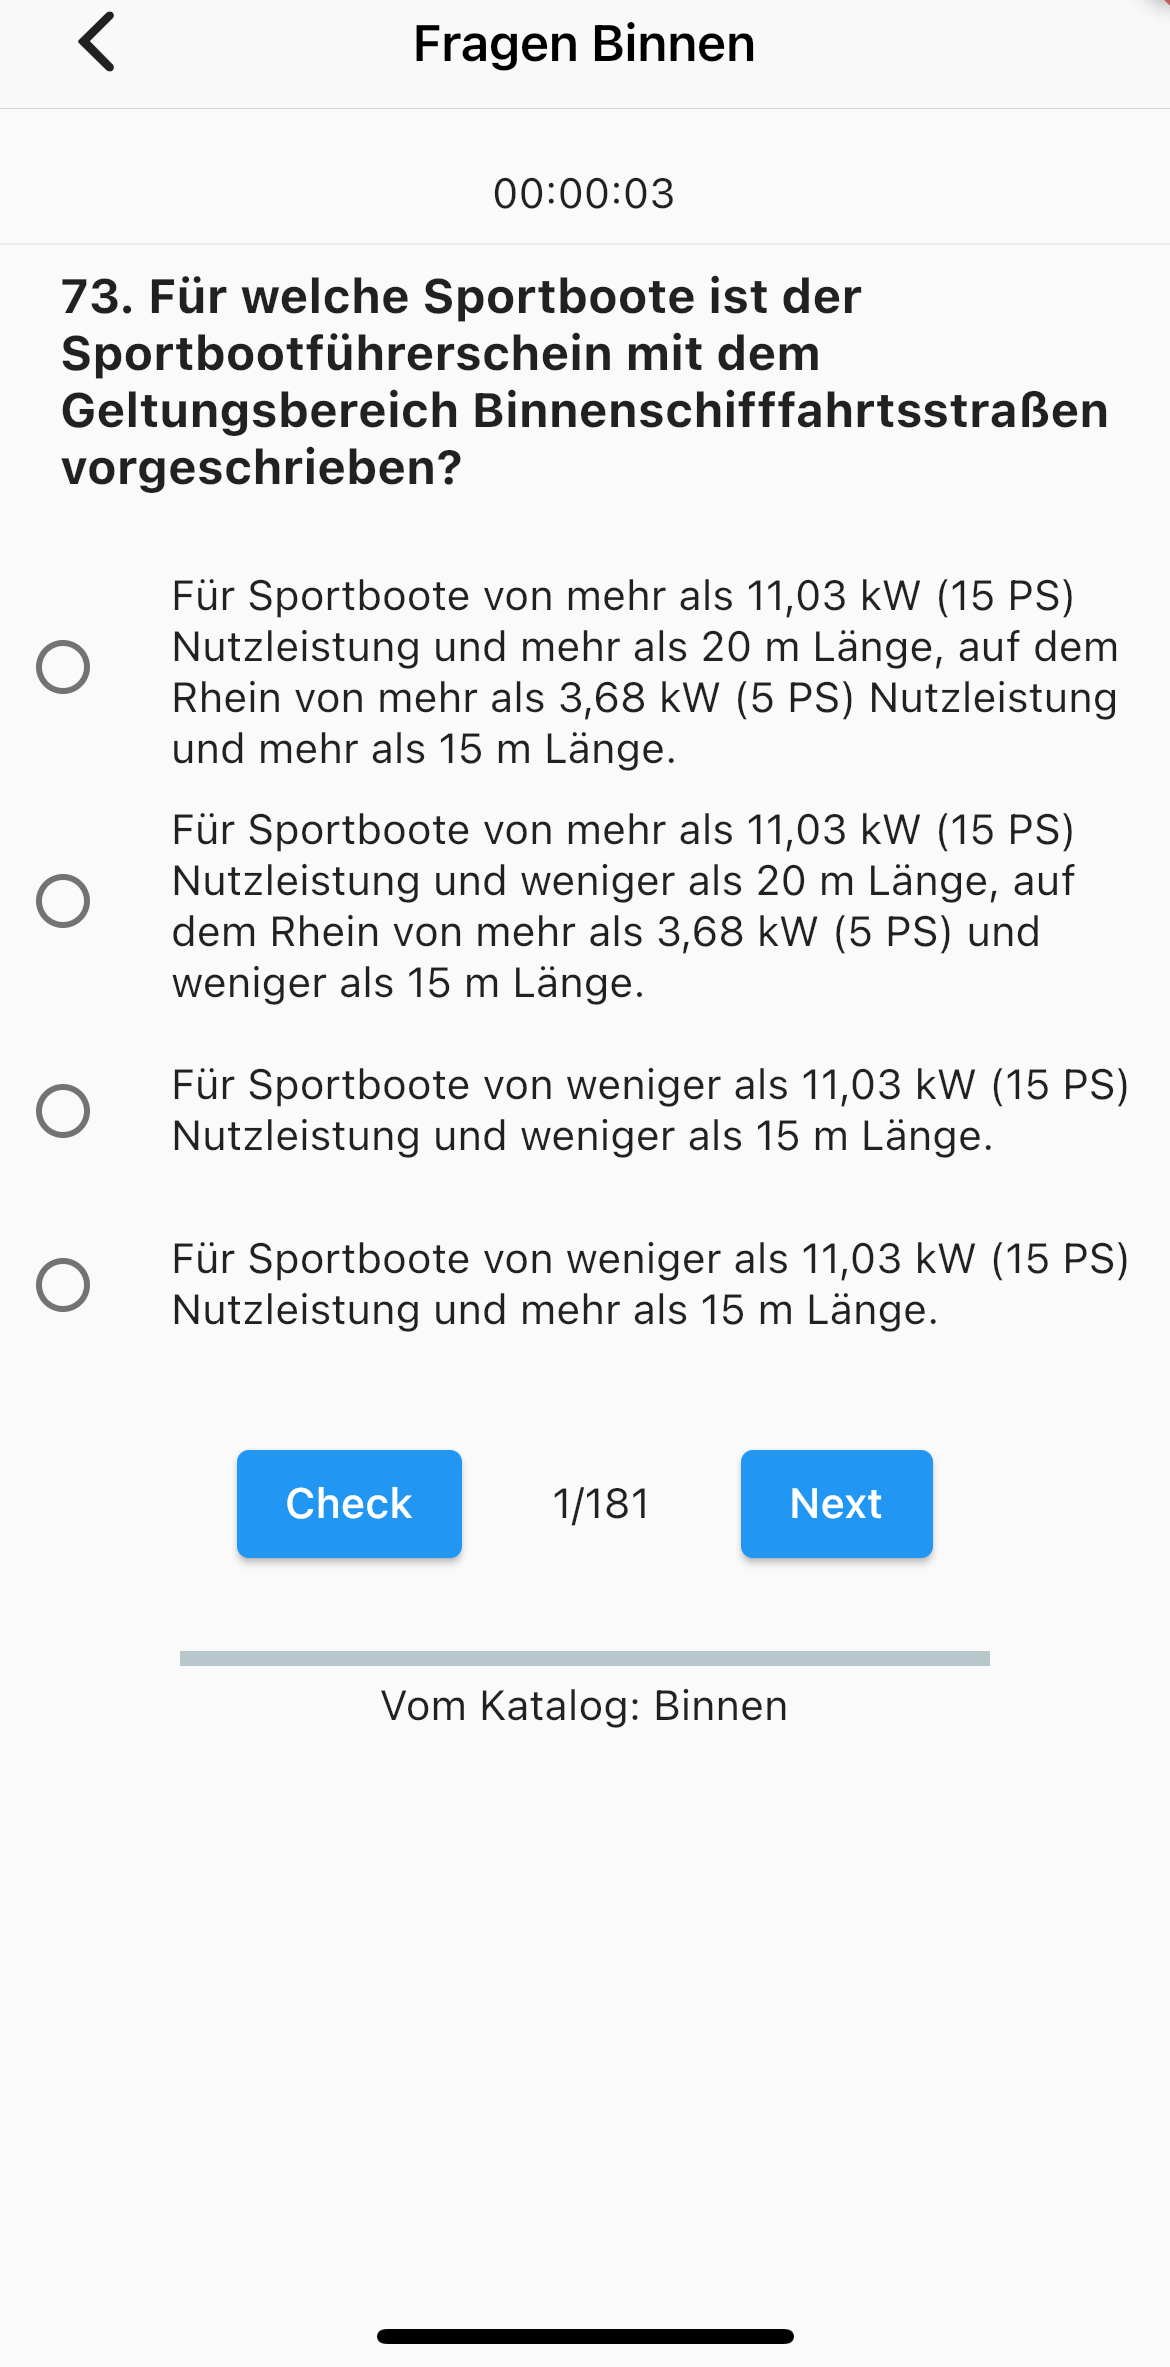 Fragen Binnen
00:00:03
73. Für welche Sportboote ist der
Sportbootführerschein mit dem
Geltungsbereich Binnenschifffahrtsstraßen
vorgeschrieben?
Für Sportboote von mehr als 11,03 kW (15 PS)
Nutzleistung und mehr als 20 m Länge, auf dem
Rhein von mehr als 3,68 kW (5 PS) Nutzleistung
und mehr als 15 m Länge.
Für Sportboote von mehr als 11,03 kW (15 PS)
Nutzleistung und weniger als 20 m Länge, auf
dem Rhein von mehr als 3,68 kW (5 PS) und
weniger als 15 m Länge.
Für Sportboote von weniger als 11,03 kW (15 PS)
Nutzleistung und weniger als 15 m Länge.
Für Sportboote von weniger als 11,03 kW (15 PS)
Nutzleistung und mehr als 15 m Länge.
Check 1/181 Next
Vom Katalog: Binnen